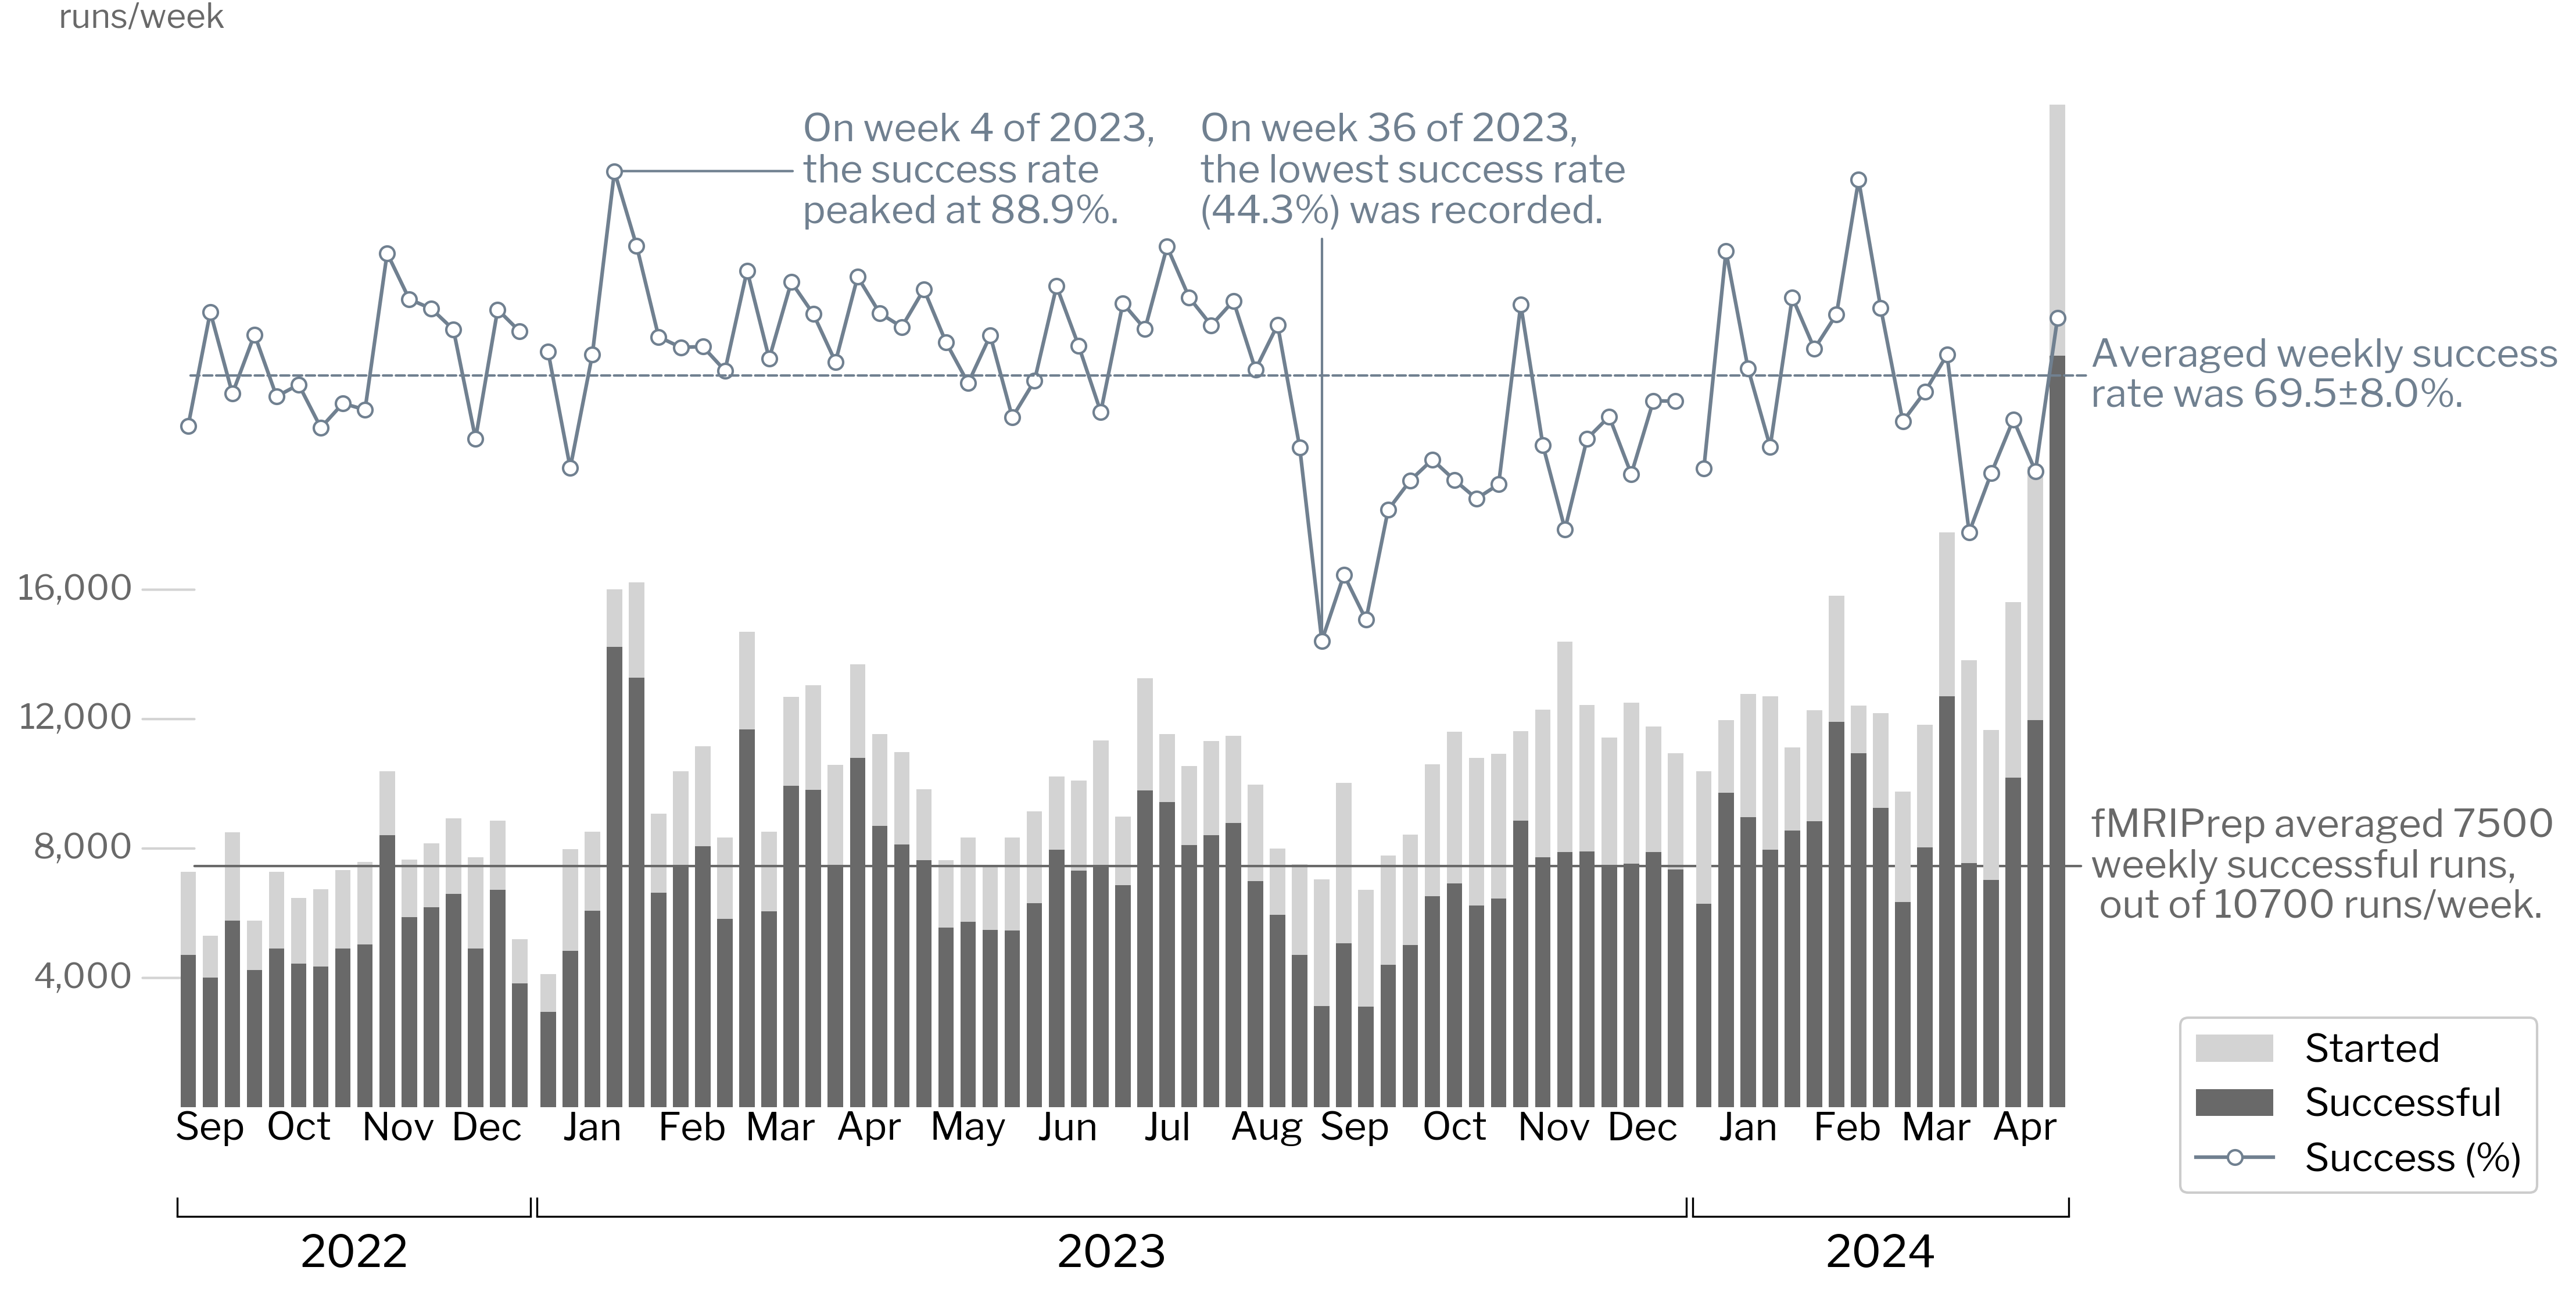 runs/week
On week 4 of 2023,
the success rate
peaked at 88.9%.
On week 36 of 2023,
the lowest success rate
(44.3%) was recorded.
Averaged weekly success
rate was 69.5±8.0%.
16,000
12,000
8,000
4,000
fMRIPrep averaged 7500
weekly successful runs,
out of 10700 runs/week.
Started
Successful
Success (%)
Sep Oct Nov Dec Jan Feb Mar Apr May Jun Jul Aug Sep Oct Nov Dec Jan Feb Mar Apr
2022 2023 2024